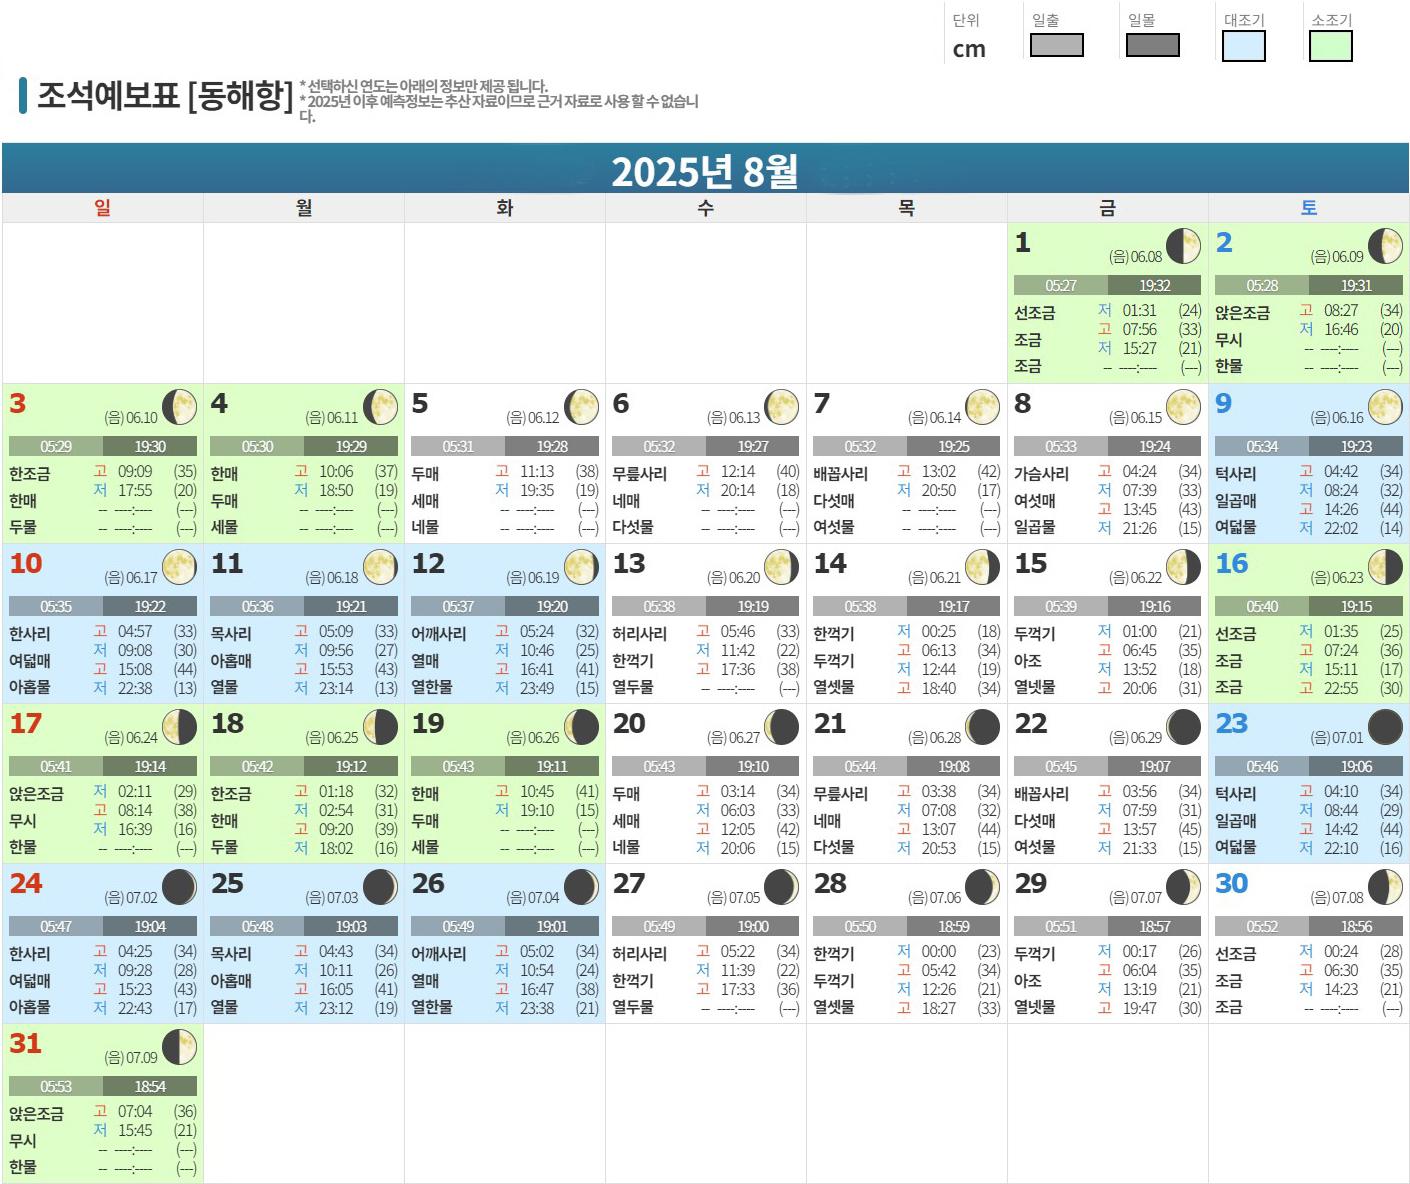 단위 일출 일몰 대조기 소조기
cm
조석예보표 [동해항]
* 선택하신 연도는 아래의 정보만 제공 됩니다.
* 2025년 이후 예측정보는 추산 자료이므로 근거 자료로 사용 할 수 없습니
다.
2025년 8월
일 월 화 수 목 금 토
1 (음) 06.08
05:27 19:32
선조금 조금 조금
저 01:31 (24)
고 07:56 (33)
저 15:27 (21)
-- ----:---- (---)
2 (음) 06.09
05:28 19:31
앉은조금 무시 한물
고 08:27 (34)
저 16:46 (20)
-- ----:---- (---)
-- ----:---- (---)
3 (음) 06.10
05:29 19:30
한조금 한매 두물
고 09:09 (35)
저 17:55 (20)
-- ----:---- (---)
-- ----:---- (---)
4 (음) 06.11
05:30 19:29
한매 두매 세물
고 10:06 (37)
저 18:50 (19)
-- ----:---- (---)
-- ----:---- (---)
5 (음) 06.12
05:31 19:28
두매 세매 네물
고 11:13 (38)
저 19:35 (19)
-- ----:---- (---)
-- ----:---- (---)
6 (음) 06.13
05:32 19:27
무릎사리 네매 다섯물
고 12:14 (40)
저 20:14 (18)
-- ----:---- (---)
-- ----:---- (---)
7 (음) 06.14
05:32 19:25
배꼽사리 다섯매 여섯물
고 13:02 (42)
저 20:50 (17)
-- ----:---- (---)
-- ----:---- (---)
8 (음) 06.15
05:33 19:24
가슴사리 여섯매 일곱물
고 04:24 (34)
저 07:39 (33)
고 13:45 (43)
저 21:26 (15)
9 (음) 06.16
05:34 19:23
턱사리 일곱매 여덟물
고 04:42 (34)
저 08:24 (32)
고 14:26 (44)
저 22:02 (14)
10 (음) 06.17
05:35 19:22
한사리 여덟매 아홉물
고 04:57 (33)
저 09:08 (30)
고 15:08 (44)
저 22:38 (13)
11 (음) 06.18
05:36 19:21
목사리 아홉매 열물
고 05:09 (33)
저 09:56 (27)
고 15:53 (43)
저 23:14 (13)
12 (음) 06.19
05:37 19:20
어깨사리 열매 열한물
고 05:24 (32)
저 10:46 (25)
고 16:41 (41)
저 23:49 (15)
13 (음) 06.20
05:38 19:19
허리사리 한꺽기 열두물
고 05:46 (33)
저 11:42 (22)
고 17:36 (38)
-- ----:---- (---)
14 (음) 06.21
05:38 19:17
한꺽기 두꺽기 열셋물
저 00:25 (18)
고 06:13 (34)
저 12:44 (19)
고 18:40 (34)
15 (음) 06.22
05:39 19:16
두꺽기 아조 열넷물
저 01:00 (21)
고 06:45 (35)
저 13:52 (18)
고 20:06 (31)
16 (음) 06.23
05:40 19:15
선조금 조금 조금
저 01:35 (25)
고 07:24 (36)
저 15:11 (17)
고 22:55 (30)
17 (음) 06.24
05:41 19:14
앉은조금 무시 한물
저 02:11 (29)
고 08:14 (38)
저 16:39 (16)
-- ----:---- (---)
18 (음) 06.25
05:42 19:12
한조금 한매 두물
고 01:18 (32)
저 02:54 (31)
고 09:20 (39)
저 18:02 (16)
19 (음) 06.26
05:43 19:11
한매 두매 세물
고 10:45 (41)
저 19:10 (15)
-- ----:---- (---)
-- ----:---- (---)
20 (음) 06.27
05:43 19:10
두매 세매 네물
고 03:14 (34)
저 06:03 (33)
고 12:05 (42)
저 20:06 (15)
21 (음) 06.28
05:44 19:08
무릎사리 네매 다섯물
고 03:38 (34)
저 07:08 (32)
고 13:07 (44)
저 20:53 (15)
22 (음) 06.29
05:45 19:07
배꼽사리 다섯매 여섯물
고 03:56 (34)
저 07:59 (31)
고 13:57 (45)
저 21:33 (15)
23 (음) 07.01
05:46 19:06
턱사리 일곱매 여덟물
고 04:10 (34)
저 08:44 (29)
고 14:42 (44)
저 22:10 (16)
24 (음) 07.02
05:47 19:04
한사리 여덟매 아홉물
고 04:25 (34)
저 09:28 (28)
고 15:23 (43)
저 22:43 (17)
25 (음) 07.03
05:48 19:03
목사리 아홉매 열물
고 04:43 (34)
저 10:11 (26)
고 16:05 (41)
저 23:12 (19)
26 (음) 07.04
05:49 19:01
어깨사리 열매 열한물
고 05:02 (34)
저 10:54 (24)
고 16:47 (38)
저 23:38 (21)
27 (음) 07.05
05:49 19:00
허리사리 한꺽기 열두물
고 05:22 (34)
저 11:39 (22)
고 17:33 (36)
-- ----:---- (---)
28 (음) 07.06
05:50 18:59
한꺽기 두꺽기 열셋물
저 00:00 (23)
고 05:42 (34)
저 12:26 (21)
고 18:27 (33)
29 (음) 07.07
05:51 18:57
두꺽기 아조 열넷물
저 00:17 (26)
고 06:04 (35)
저 13:19 (21)
고 19:47 (30)
30 (음) 07.08
05:52 18:56
선조금 조금 조금
저 00:24 (28)
고 06:30 (35)
저 14:23 (21)
-- ----:---- (---)
31 (음) 07.09
05:53 18:54
앉은조금 무시 한물
고 07:04 (36)
저 15:45 (21)
-- ----:---- (---)
-- ----:---- (---)